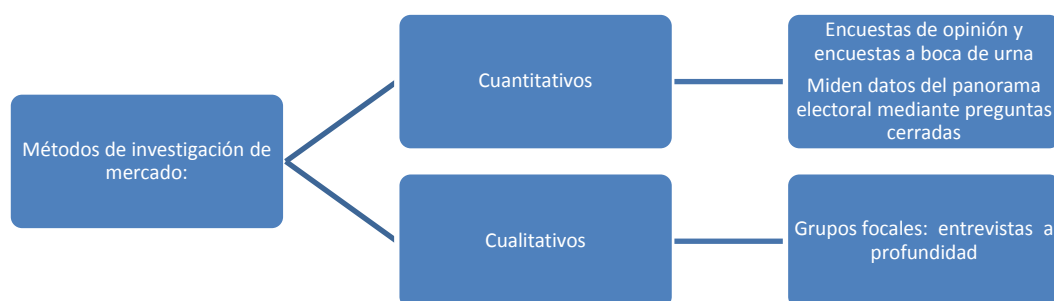 Métodos de investigación de
mercado:
Cuantitativos
Encuestas de opinión y
encuestas a boca de urna
Miden datos del panorama
electoral mediante preguntas
cerradas
Cualitativos
Grupos focales: entrevistas a
profundidad